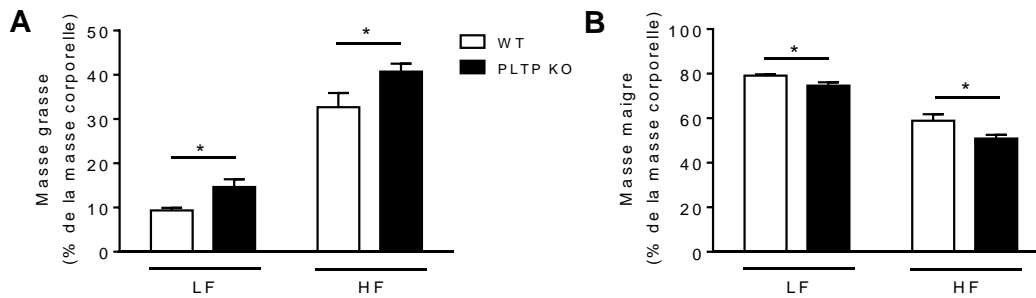 A
Masse grasse
(% de la masse corporelle)
50
40
30
20
10
0
*
*
LF
HF
WT
PLTP KO
B
Masse maigre
(% de la masse corporelle)
100
80
60
40
20
0
*
*
LF
HF